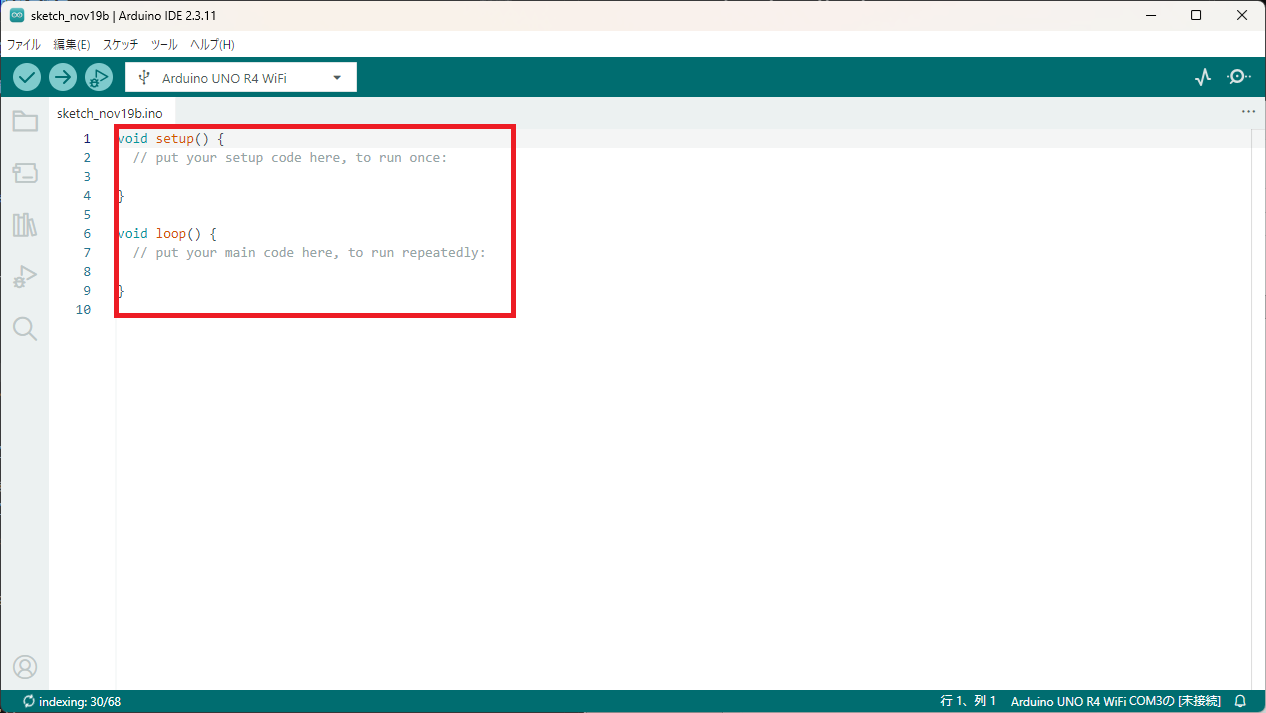 sketch_nov19b | Arduino IDE 2.3.11
ファイル 編集(E) スケッチ ツール ヘルプ(H)
Arduino UNO R4 WiFi
sketch_nov19b.ino
1 void setup() {
2 // put your setup code here, to run once:
3
4 }
5
6 void loop() {
7 // put your main code here, to run repeatedly:
8
9 }
10
indexing: 30/68 行 1、列 1 Arduino UNO R4 WiFi COM3の [未接続]